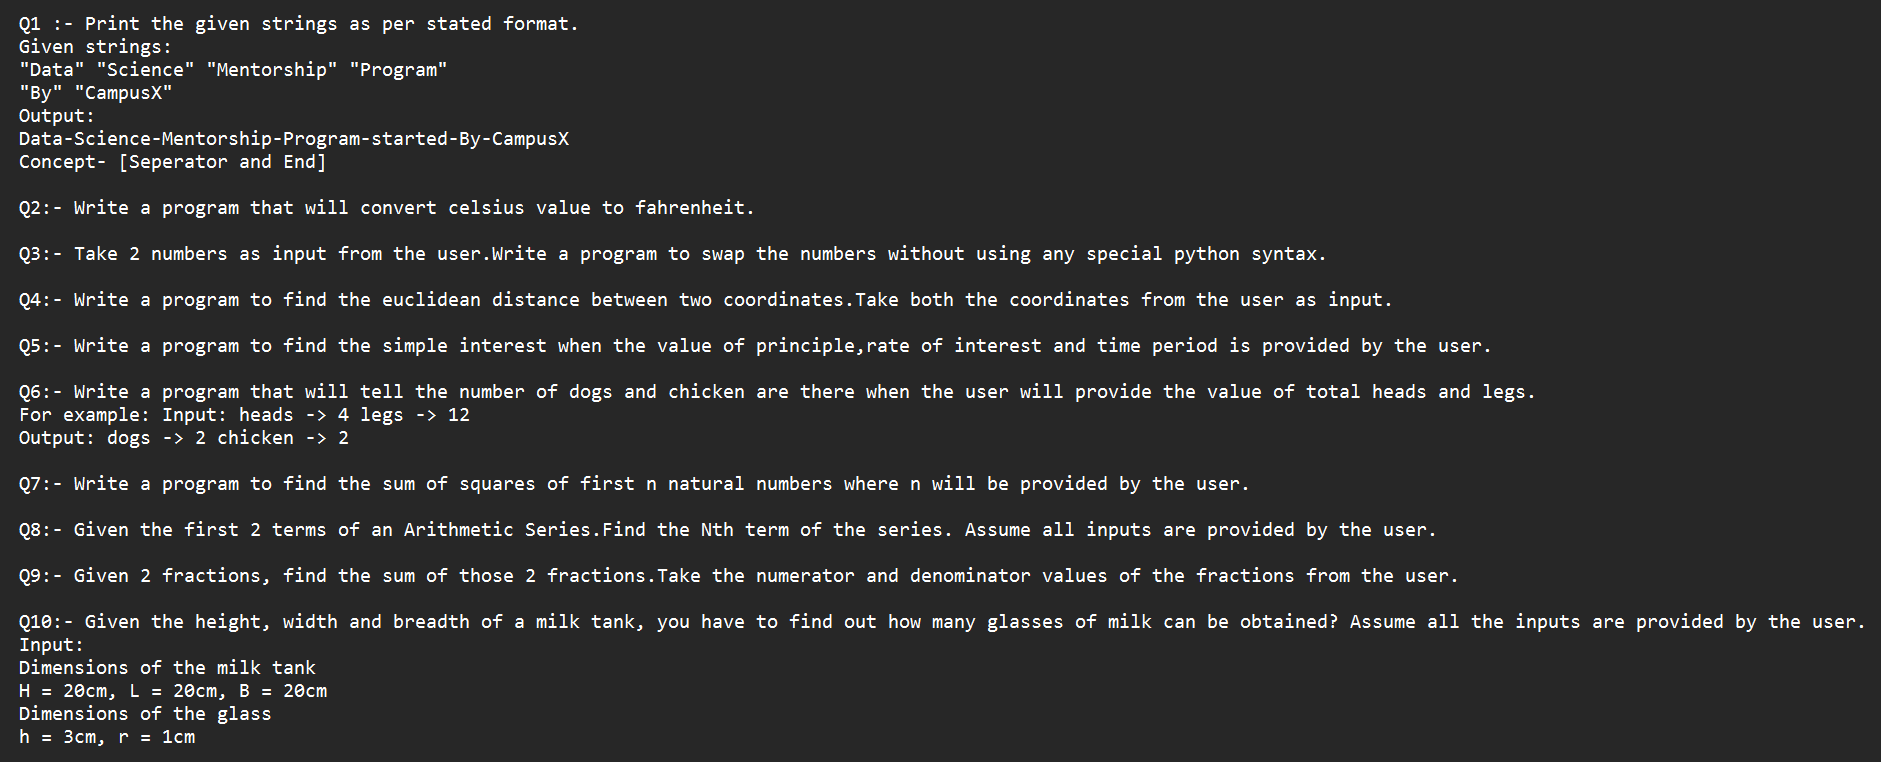 Q1 :- Print the given strings as per stated format.
Given strings:
"Data" "Science" "Mentorship" "Program"
"By" "CampusX"
Output:
Data-Science-Mentorship-Program-started-By-CampusX
Concept- [Seperator and End]
Q2:- Write a program that will convert celsius value to fahrenheit.
Q3:- Take 2 numbers as input from the user.Write a program to swap the numbers without using any special python syntax.
Q4:- Write a program to find the euclidean distance between two coordinates.Take both the coordinates from the user as input.
Q5:- Write a program to find the simple interest when the value of principle,rate of interest and time period is provided by the user.
Q6:- Write a program that will tell the number of dogs and chicken are there when the user will provide the value of total heads and legs.
For example: Input: heads -> 4 legs -> 12
Output: dogs -> 2 chicken -> 2
Q7:- Write a program to find the sum of squares of first n natural numbers where n will be provided by the user.
Q8:- Given the first 2 terms of an Arithmetic Series.Find the Nth term of the series. Assume all inputs are provided by the user.
Q9:- Given 2 fractions, find the sum of those 2 fractions.Take the numerator and denominator values of the fractions from the user.
Q10:- Given the height, width and breadth of a milk tank, you have to find out how many glasses of milk can be obtained? Assume all the inputs are provided by the user.
Input:
Dimensions of the milk tank
H = 20cm, L = 20cm, B = 20cm
Dimensions of the glass
h = 3cm, r = 1cm